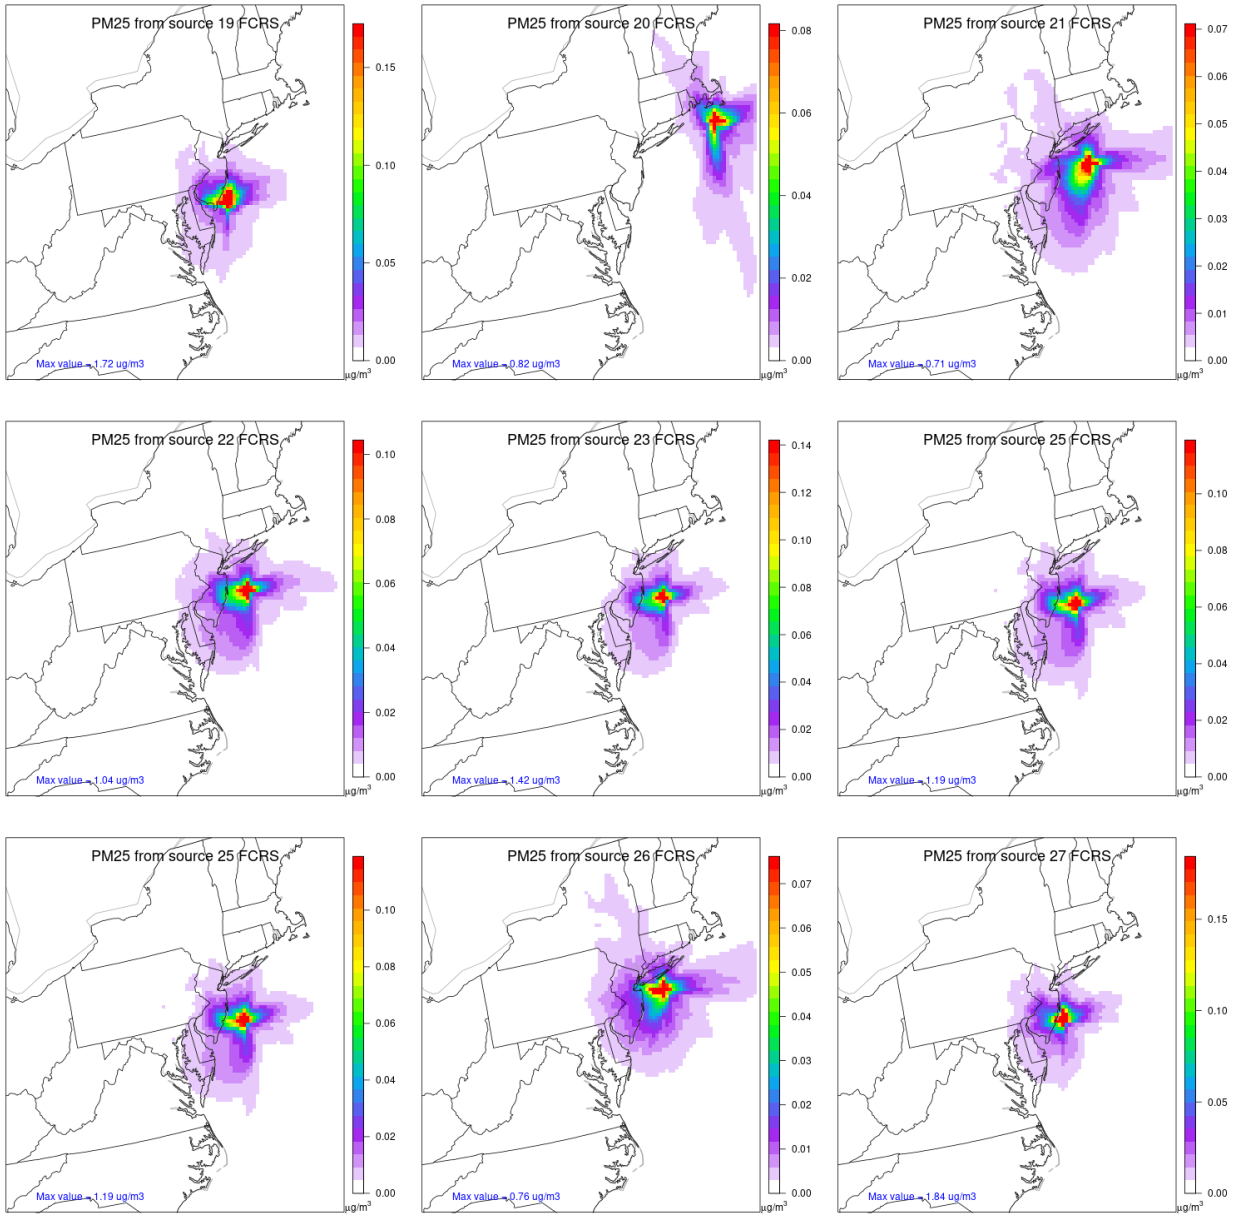 PM25 from source 19 FCRS
0.15
0.10
0.05
0.00
Max value = 1.72 ug/m3
μg/m³
PM25 from source 20 FCRS
0.08
0.06
0.04
0.02
0.00
Max value = 0.82 ug/m3
μg/m³
PM25 from source 21 FCRS
0.07
0.06
0.05
0.04
0.03
0.02
0.01
0.00
Max value = 0.71 ug/m3
μg/m³
PM25 from source 22 FCRS
0.10
0.08
0.06
0.04
0.02
0.00
Max value = 1.04 ug/m3
μg/m³
PM25 from source 23 FCRS
0.14
0.12
0.10
0.08
0.06
0.04
0.02
0.00
Max value = 1.42 ug/m3
μg/m³
PM25 from source 25 FCRS
0.10
0.08
0.06
0.04
0.02
0.00
Max value = 1.19 ug/m3
μg/m³
PM25 from source 25 FCRS
0.10
0.08
0.06
0.04
0.02
0.00
Max value = 1.19 ug/m3
μg/m³
PM25 from source 26 FCRS
0.07
0.06
0.05
0.04
0.03
0.02
0.01
0.00
Max value = 0.76 ug/m3
μg/m³
PM25 from source 27 FCRS
0.15
0.10
0.05
0.00
Max value = 1.84 ug/m3
μg/m³